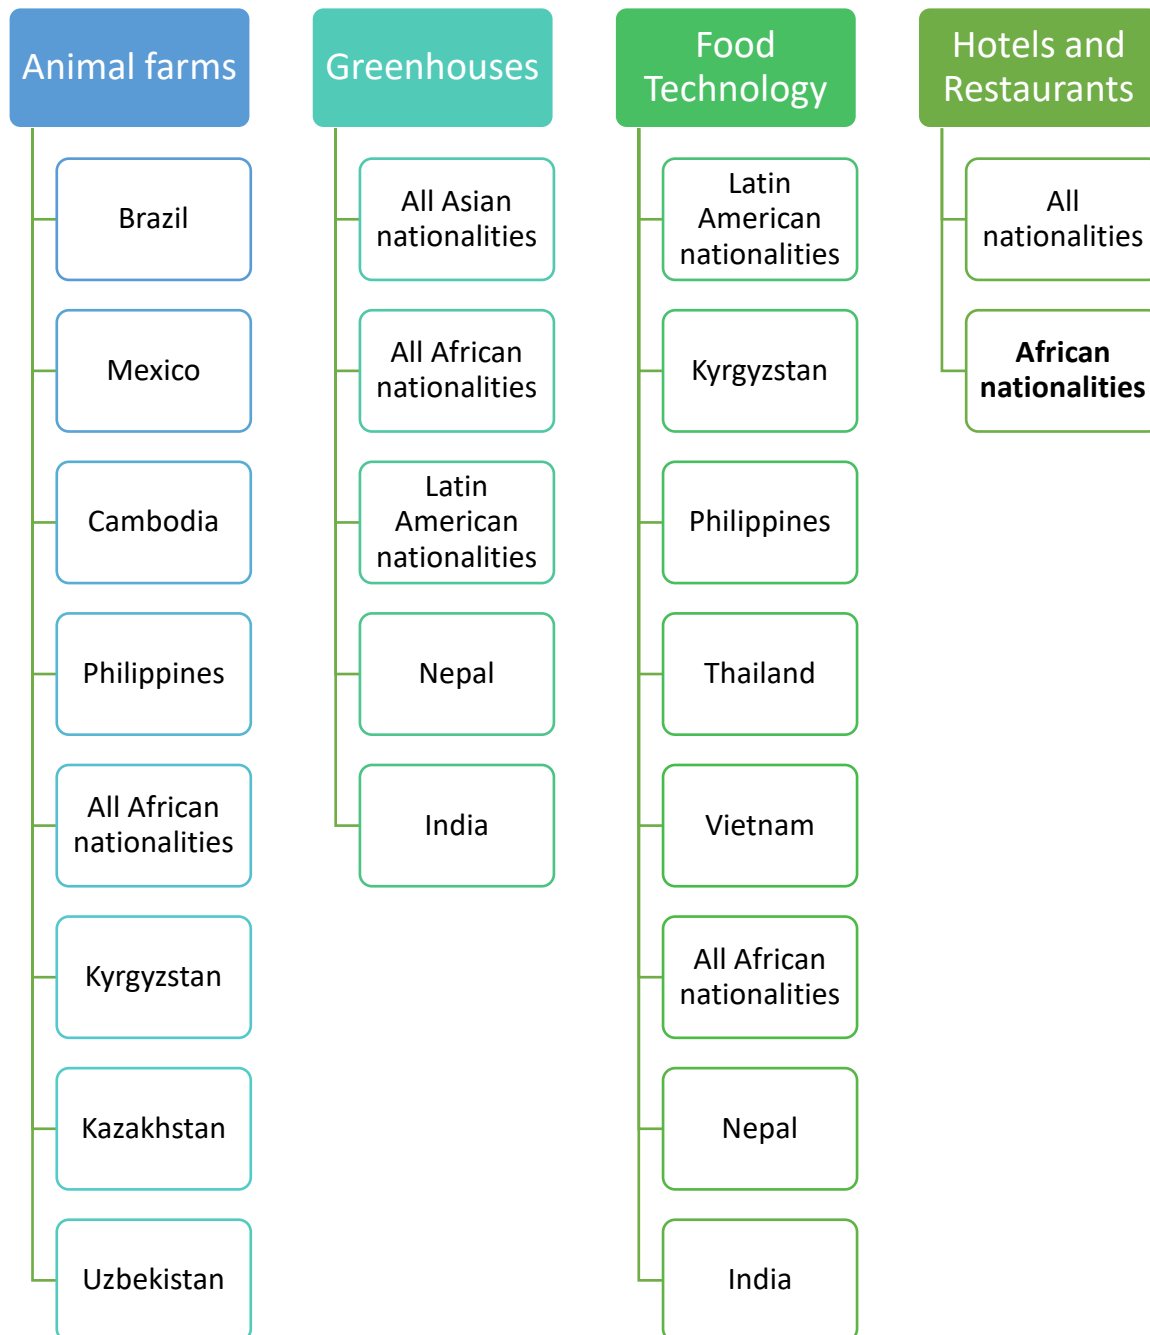 Animal farms
Brazil
Mexico
Cambodia
Philippines
All African
nationalities
Kyrgyzstan
Kazakhstan
Uzbekistan
Greenhouses
All Asian
nationalities
All African
nationalities
Latin
American
nationalities
Nepal
India
Food
Technology
Latin
American
nationalities
Kyrgyzstan
Philippines
Thailand
Vietnam
All African
nationalities
Nepal
India
Hotels and
Restaurants
All
nationalities
African
nationalities